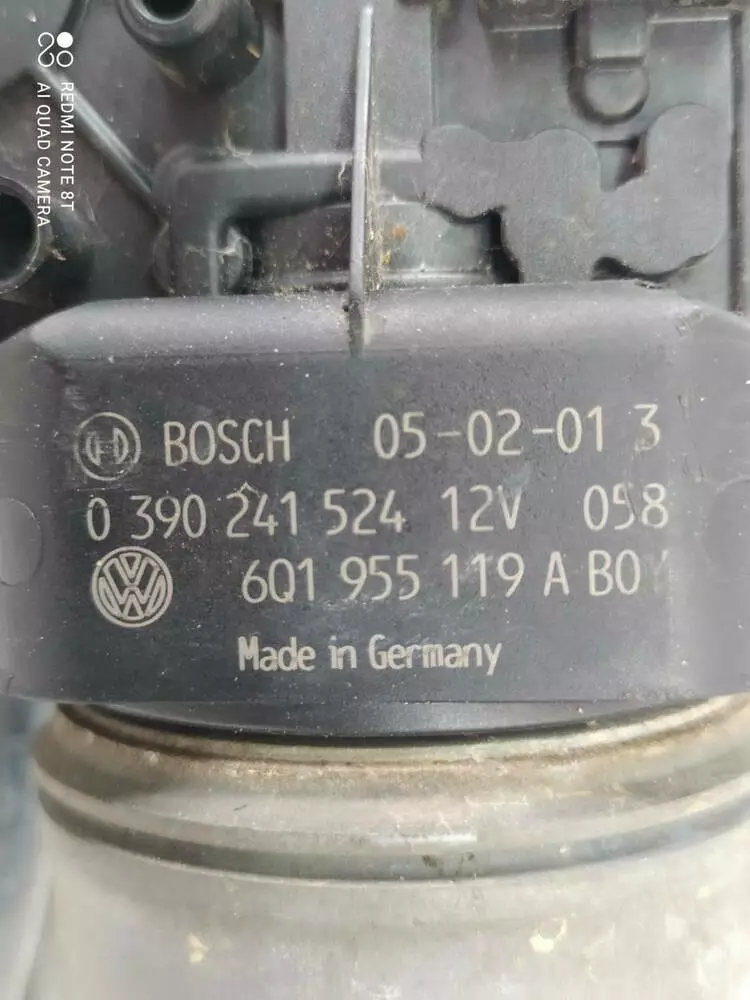 REDMI NOTE 8T
AI QUAD CAMERA
BOSCH 05-02-01 3
0 390 241 524 12V 058
6Q1 955 119 A B0
Made in Germany